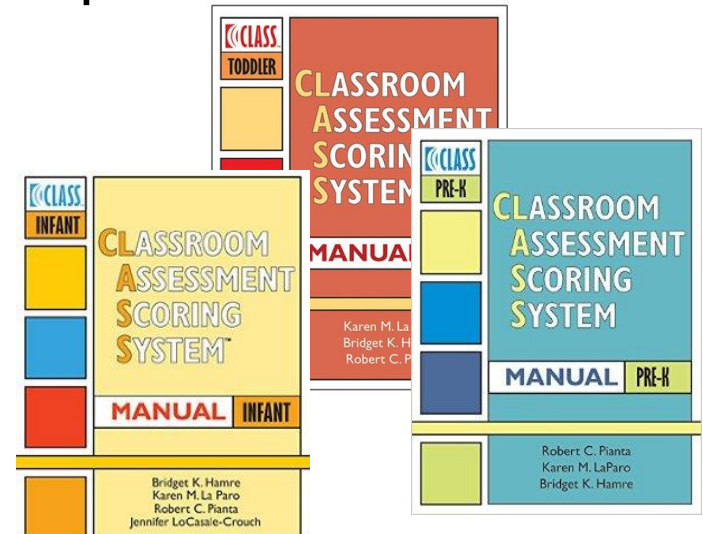 CLASS
TODDLER
CLASSROOM
ASSESSMENT
SYSTEM
MANUAL
Karen M. La
Bridget K. H
Robert C. P
CLASS
INFANT
CLASSROOM
ASSESSMENT
SCORING
SYSTEM™
MANUAL INFANT
Bridget K. Hamre
Karen M. La Paro
Robert C. Pianta
Jennifer LoCasale-Crouch
CLASS
PRE-K
CLASSROOM
ASSESSMENT
SCORING
SYSTEM
MANUAL PRE-K
Robert C. Pianta
Karen M. LaParo
Bridget K. Hamre